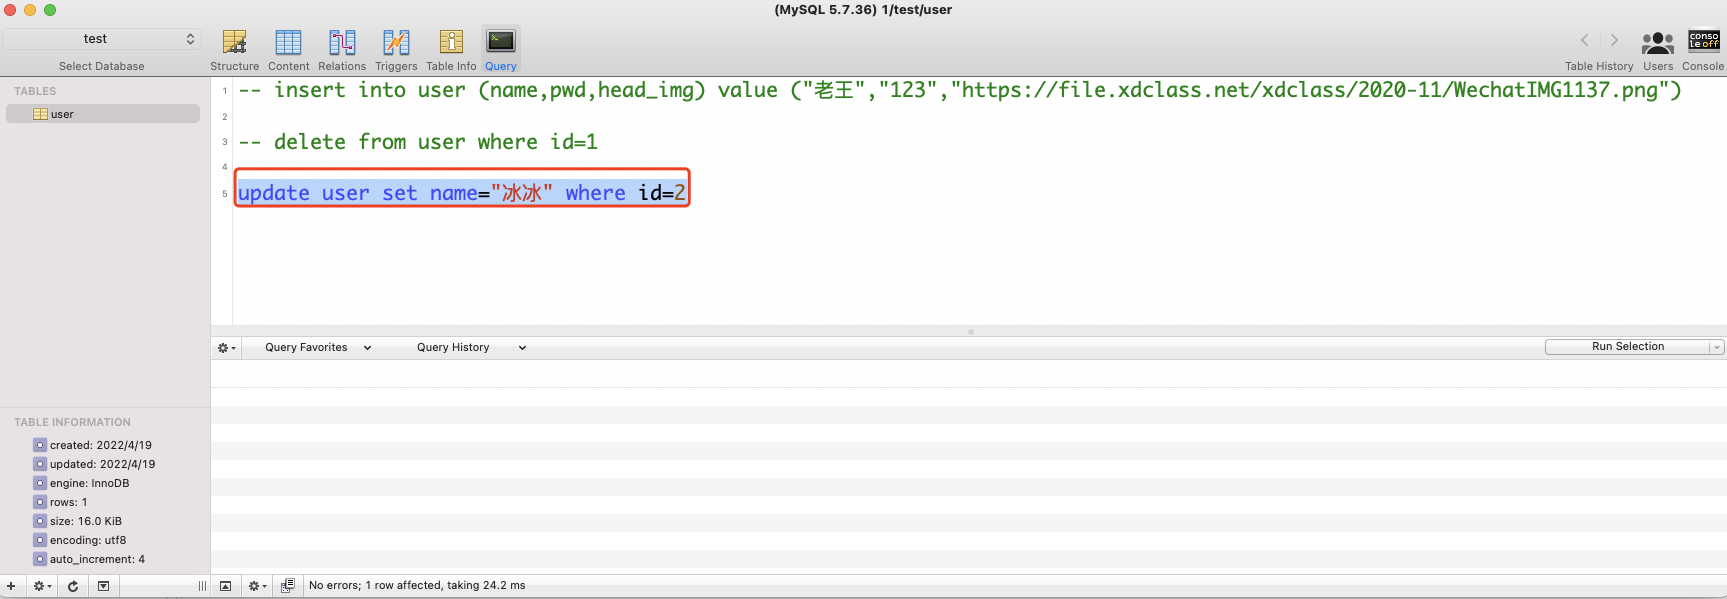 (MySQL 5.7.36) 1/test/user
test
Select Database
Structure
Content
Relations
Triggers
Table Info
Query
Table History
Users
conso
le off
Console
TABLES
user
1 -- insert into user (name,pwd,head_img) value ("老王","123","https://file.xdclass.net/xdclass/2020-11/WechatIMG1137.png")
2
3 -- delete from user where id=1
4
5 update user set name="冰冰" where id=2
Query Favorites
Query History
Run Selection
TABLE INFORMATION
created: 2022/4/19
updated: 2022/4/19
engine: InnoDB
rows: 1
size: 16.0 KiB
encoding: utf8
auto_increment: 4
No errors; 1 row affected, taking 24.2 ms